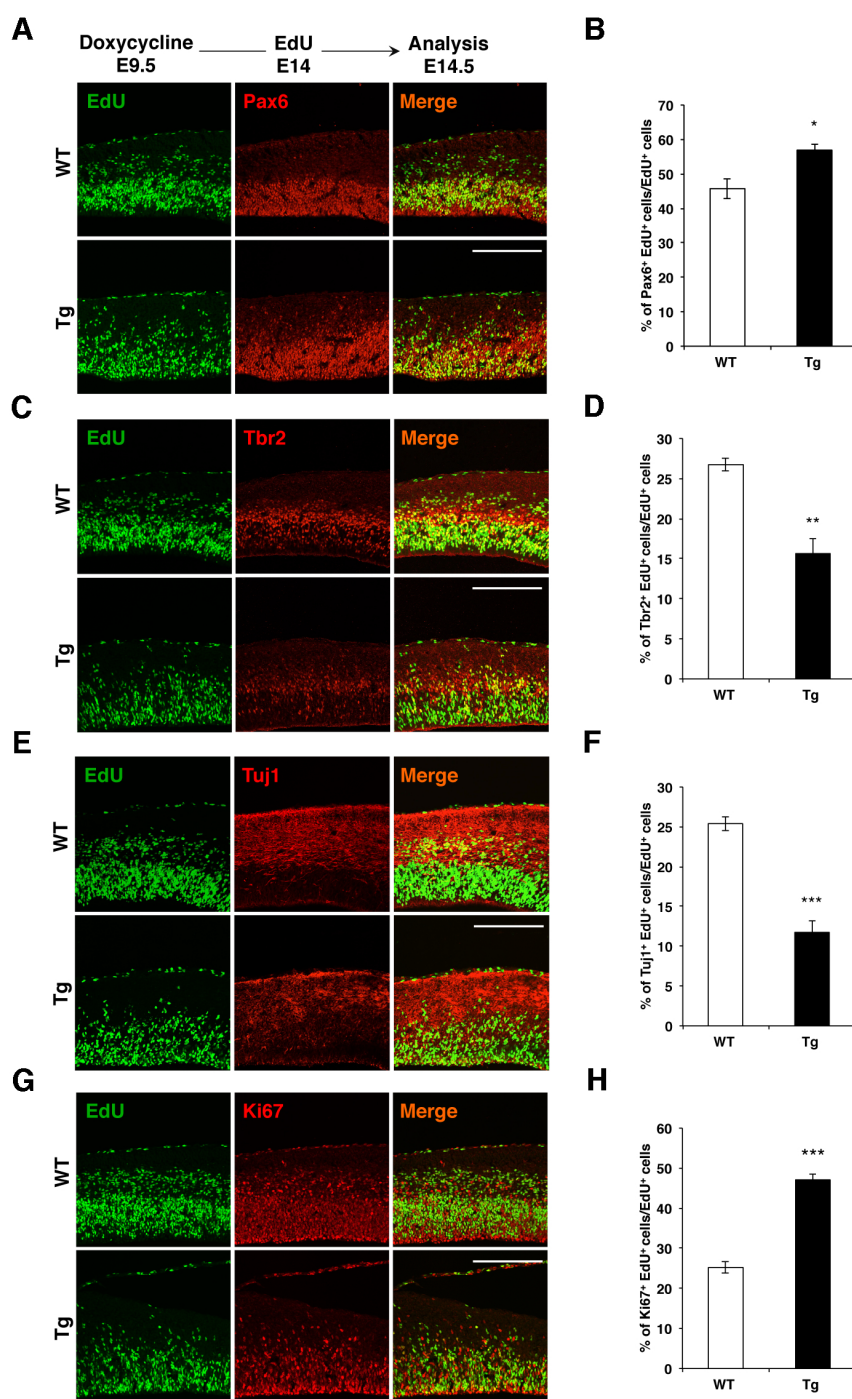 A
Doxycycline EdU Analysis
E9.5 E14 E14.5
EdU Pax6 Merge
WT
Tg
B
% of Pax6⁺ EdU⁺ cells/EdU⁺ cells
70
60
50
40
30
20
10
0
*
WT Tg
C
EdU Tbr2 Merge
WT
Tg
D
% of Tbr2⁺ EdU⁺ cells/EdU⁺ cells
30
25
20
15
10
5
0
**
WT Tg
E
EdU Tuj1 Merge
WT
Tg
F
% of Tuj1⁺ EdU⁺ cells/EdU⁺ cells
30
25
20
15
10
5
0
***
WT Tg
G
EdU Ki67 Merge
WT
Tg
H
% of Ki67⁺ EdU⁺ cells/EdU⁺ cells
60
50
40
30
20
10
0
***
WT Tg